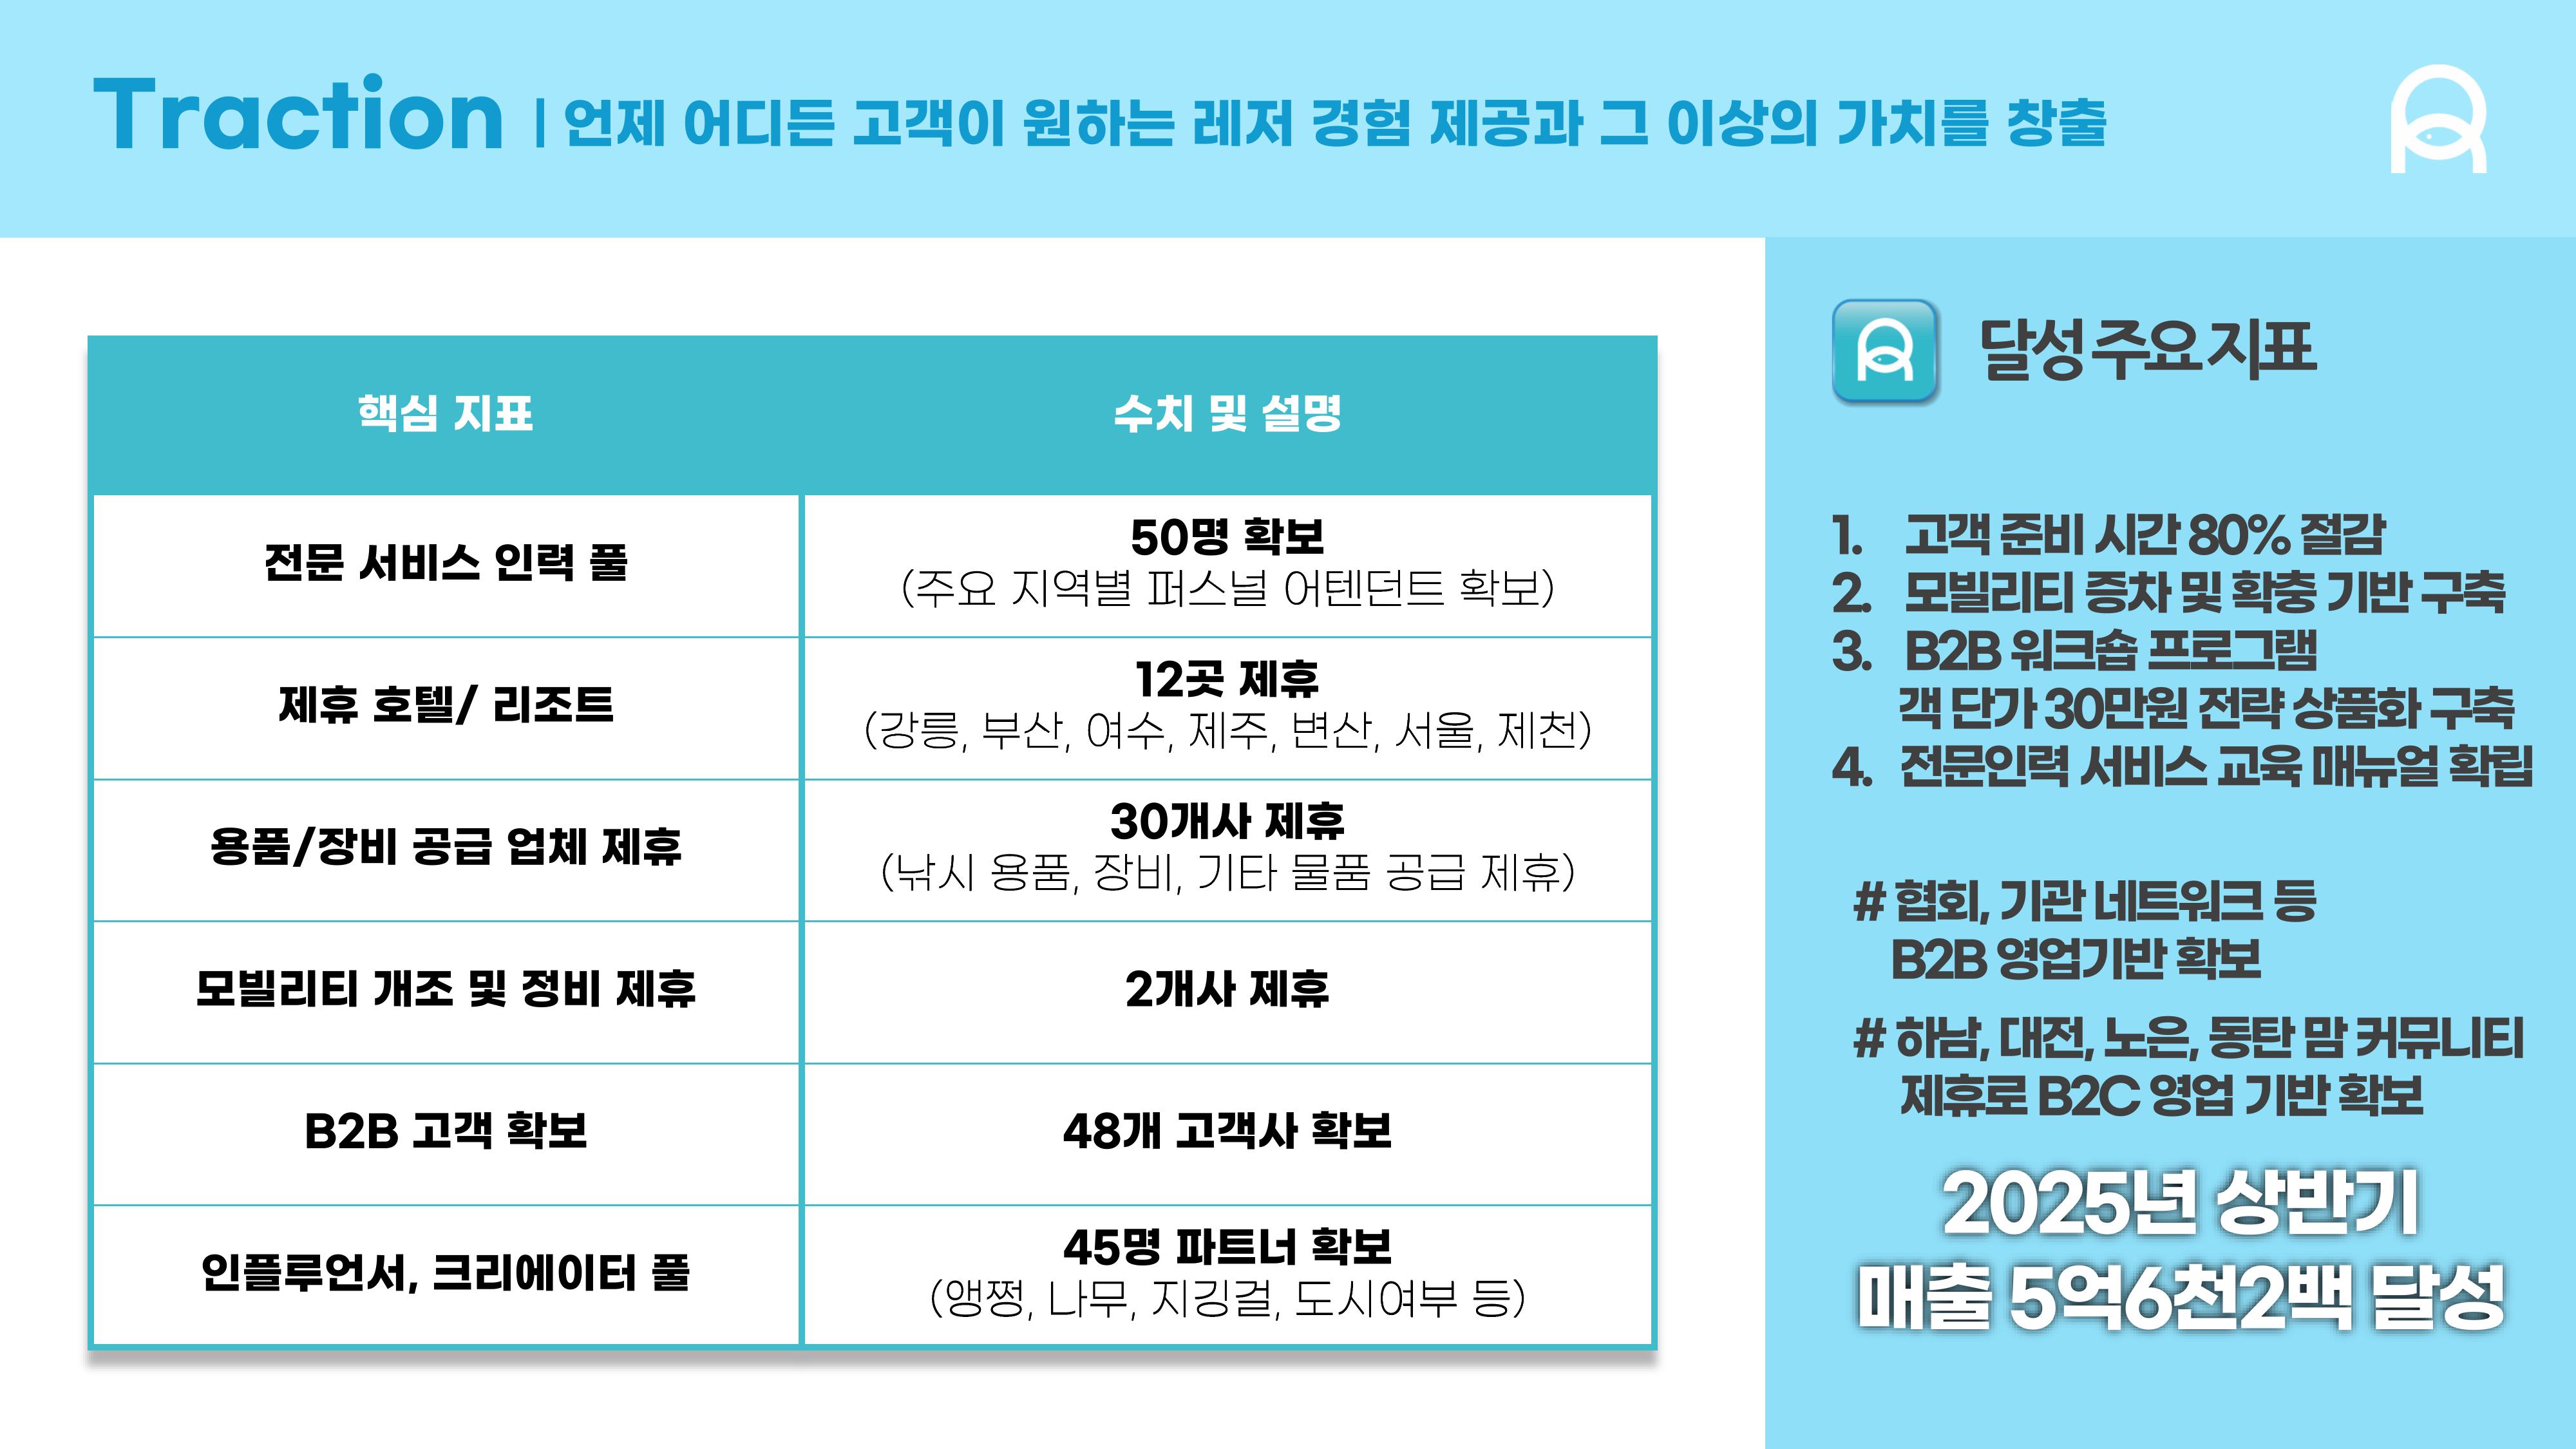 Traction | 언제 어디든 고객이 원하는 레저 경험 제공과 그 이상의 가치를 창출
핵심 지표
수치 및 설명
전문 서비스 인력 풀
50명 확보
(주요 지역별 퍼스널 어텐던트 확보)
제휴 호텔/ 리조트
12곳 제휴
(강릉, 부산, 여수, 제주, 변산, 서울, 제천)
용품/장비 공급 업체 제휴
30개사 제휴
(낚시 용품, 장비, 기타 물품 공급 제휴)
모빌리티 개조 및 정비 제휴
2개사 제휴
B2B 고객 확보
48개 고객사 확보
인플루언서, 크리에이터 풀
45명 파트너 확보
(앵쩡, 나무, 지깅걸, 도시여부 등)
달성 주요 지표
1. 고객 준비 시간 80% 절감
2. 모빌리티 증차 및 확충 기반 구축
3. B2B 워크숍 프로그램
객 단가 30만원 전략 상품화 구축
4. 전문인력 서비스 교육 매뉴얼 확립
# 협회, 기관 네트워크 등
B2B 영업기반 확보
# 하남, 대전, 노은, 동탄 맘 커뮤니티
제휴로 B2C 영업 기반 확보
2025년 상반기
매출 5억6천2백 달성